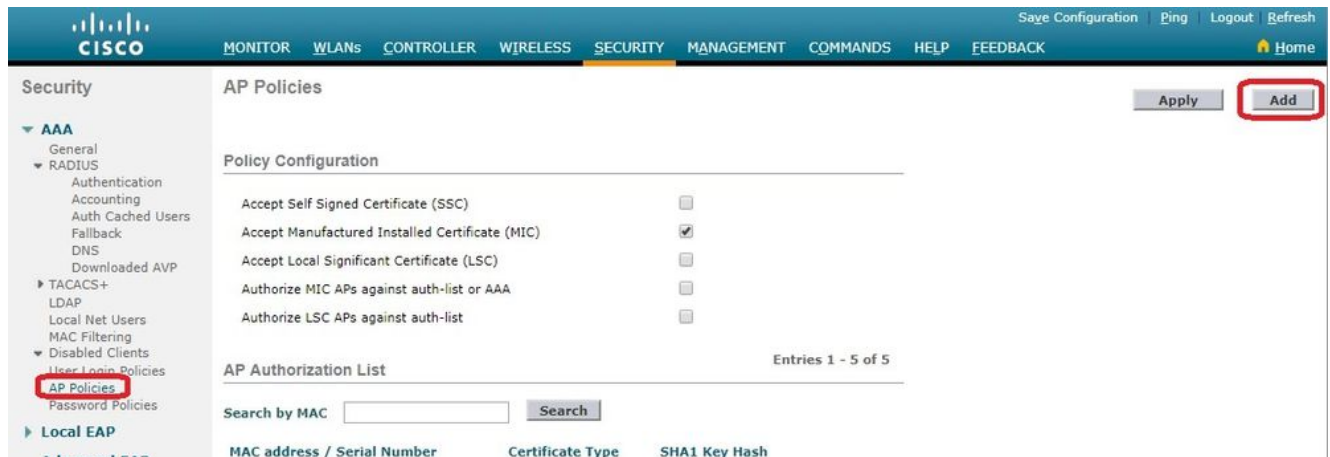 Save Configuration Ping Logout Refresh
CISCO MONITOR WLANs CONTROLLER WIRELESS SECURITY MANAGEMENT COMMANDS HELP FEEDBACK Home
Security
AAA
General
RADIUS
Authentication
Accounting
Auth Cached Users
Fallback
DNS
Downloaded AVP
TACACS+
LDAP
Local Net Users
MAC Filtering
Disabled Clients
User Login Policies
AP Policies
Password Policies
Local EAP
AP Policies
Apply Add
Policy Configuration
Accept Self Signed Certificate (SSC)
Accept Manufactured Installed Certificate (MIC)
Accept Local Significant Certificate (LSC)
Authorize MIC APs against auth-list or AAA
Authorize LSC APs against auth-list
AP Authorization List Entries 1 - 5 of 5
Search by MAC Search
MAC address / Serial Number Certificate Type SHA1 Key Hash